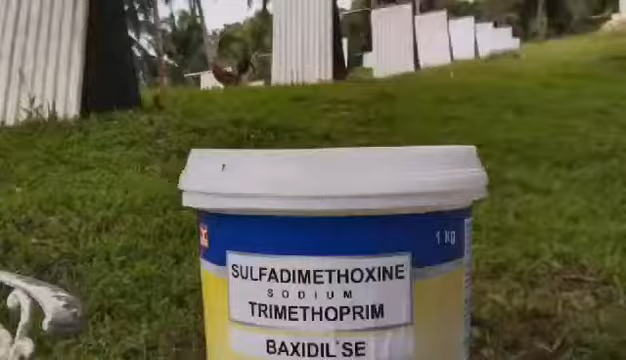 1 Kg
SULFADIMETHOXINE
SODIUM
TRIMETHOPRIM
BAXIDIL® SE